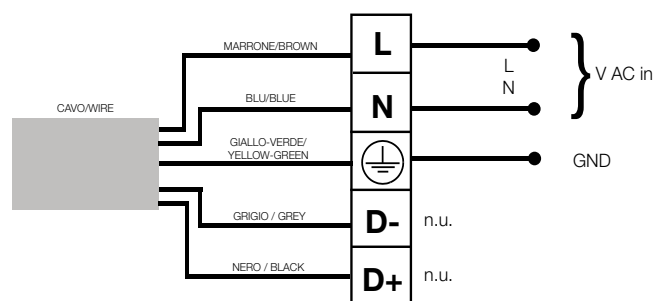 MARRONE/BROWN
L
L
N
V AC in
BLU/BLUE
N
CAVO/WIRE
GIALLO-VERDE/
YELLOW-GREEN
GND
GRIGIO / GREY
D-
n.u.
NERO / BLACK
D+
n.u.